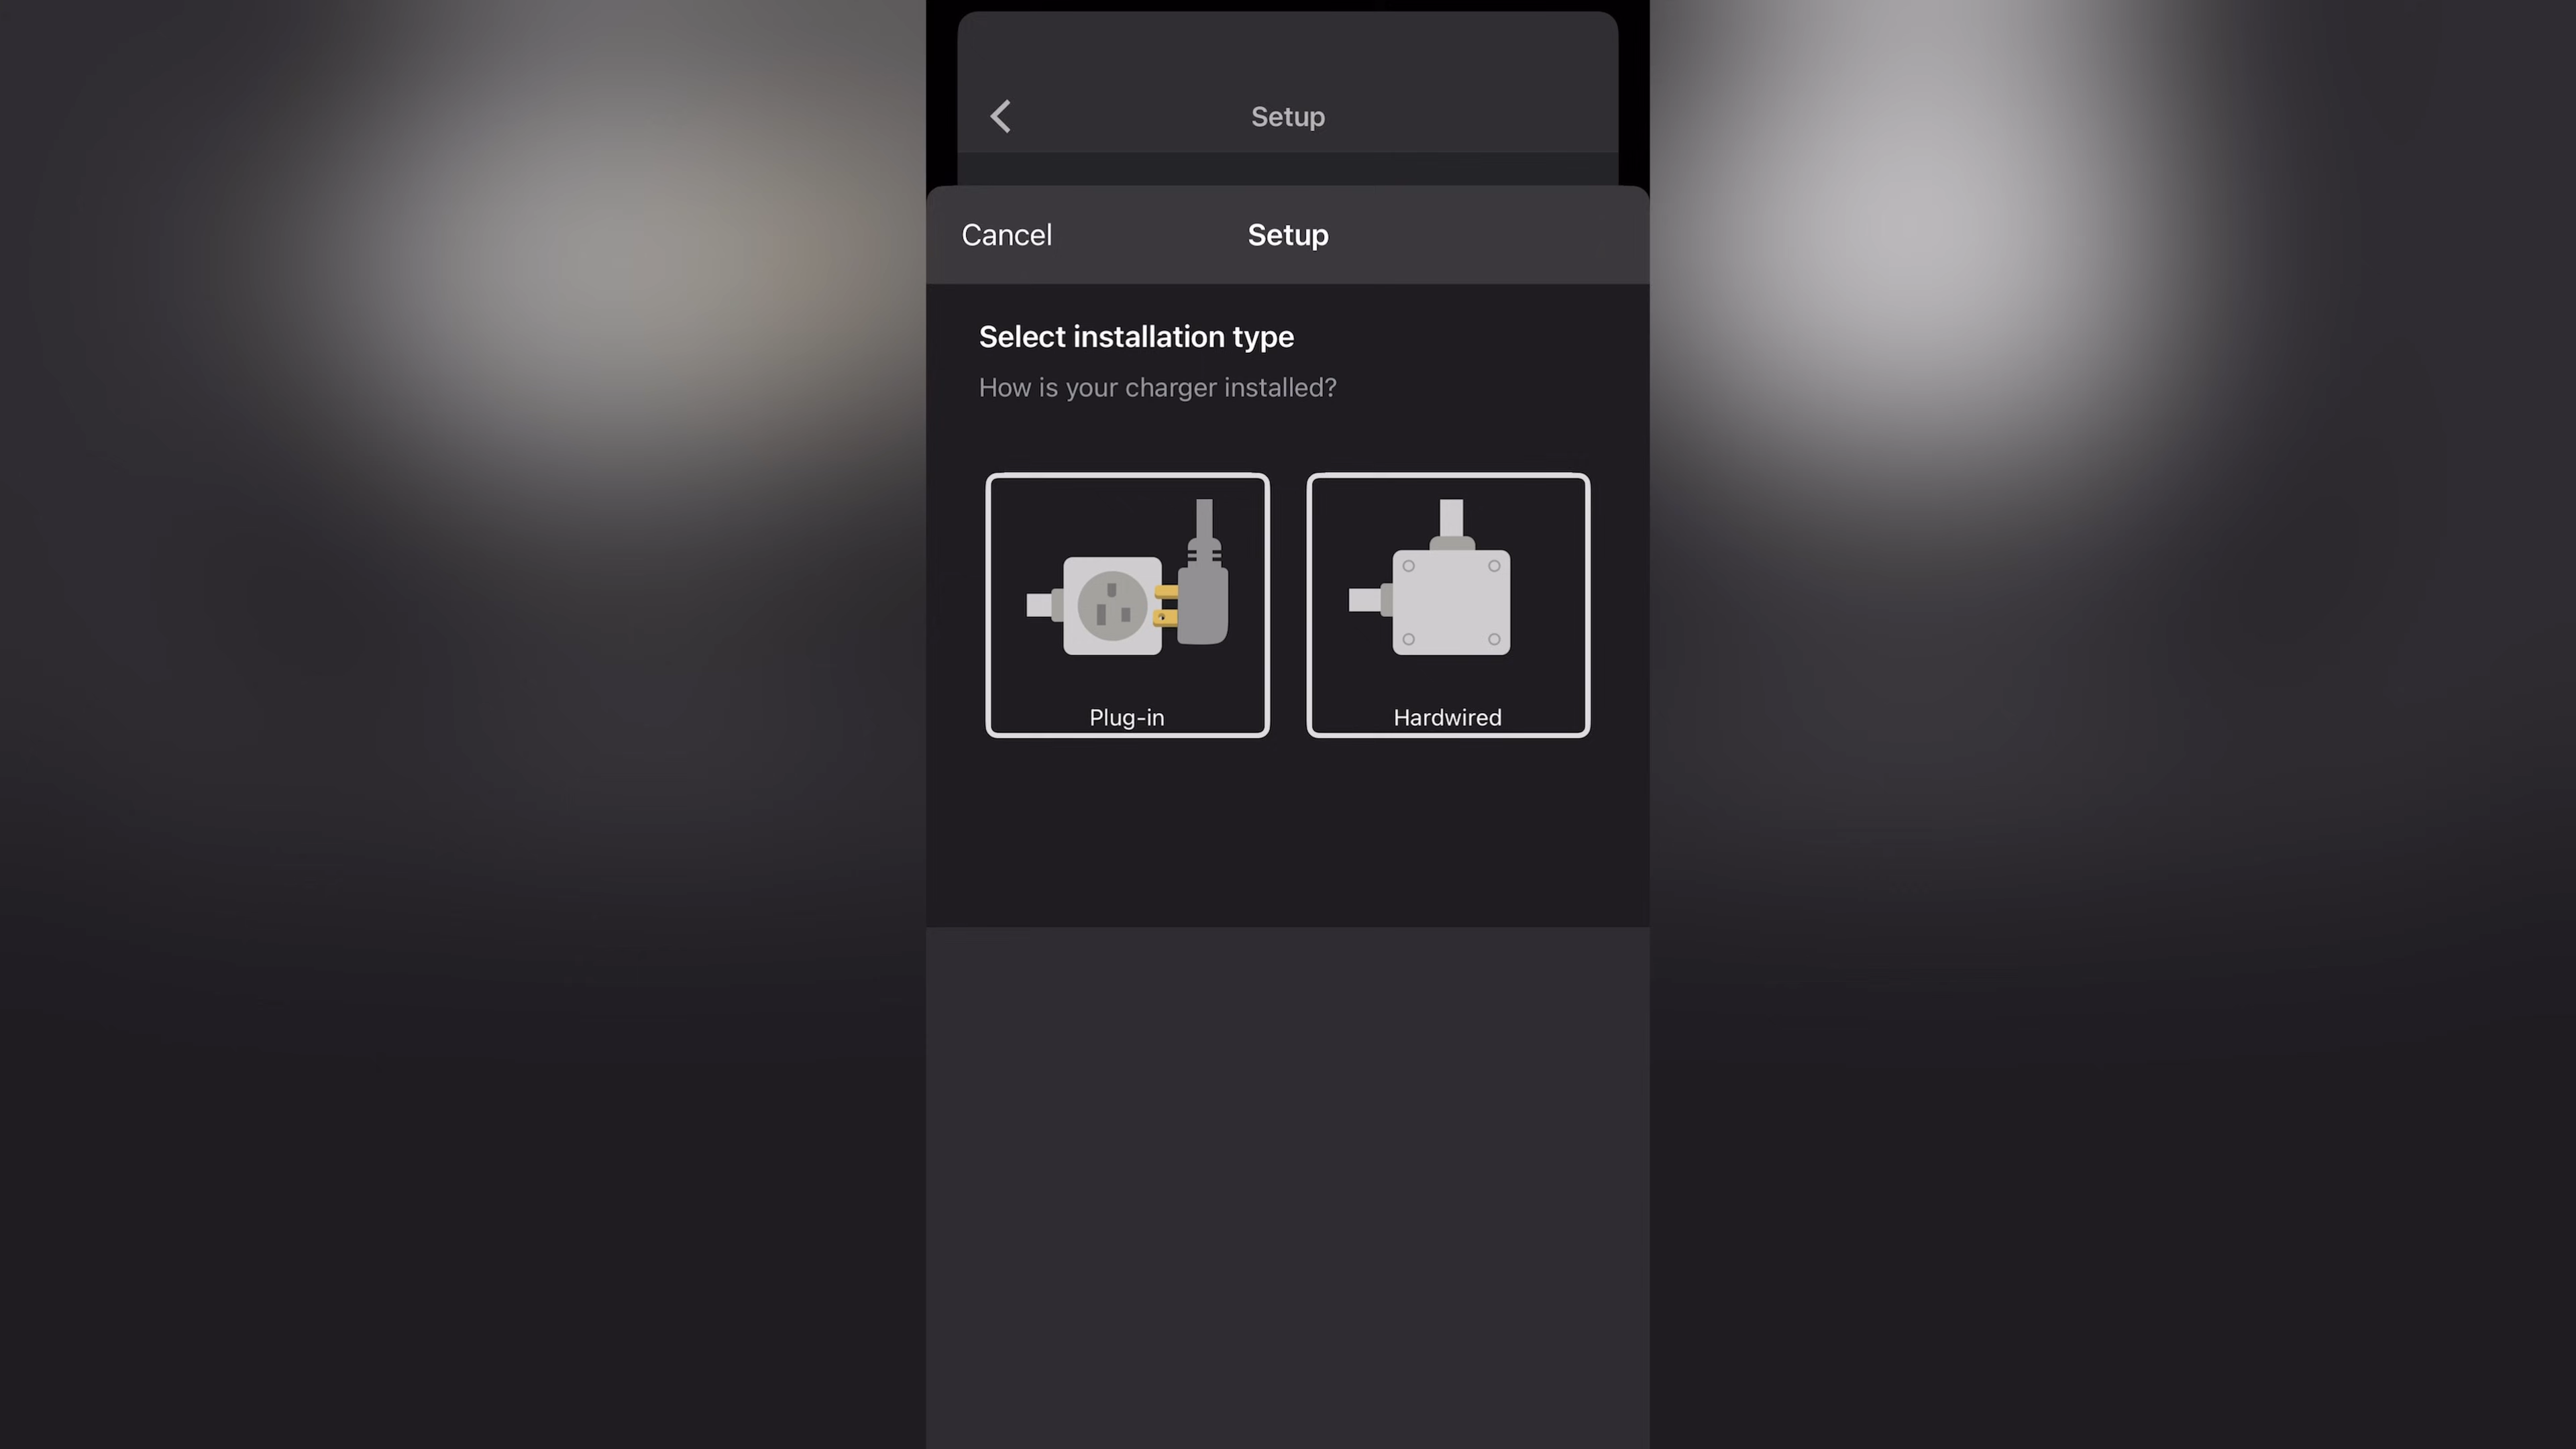 Setup
Cancel
Setup
Select installation type
How is your charger installed?
Plug-in
Hardwired